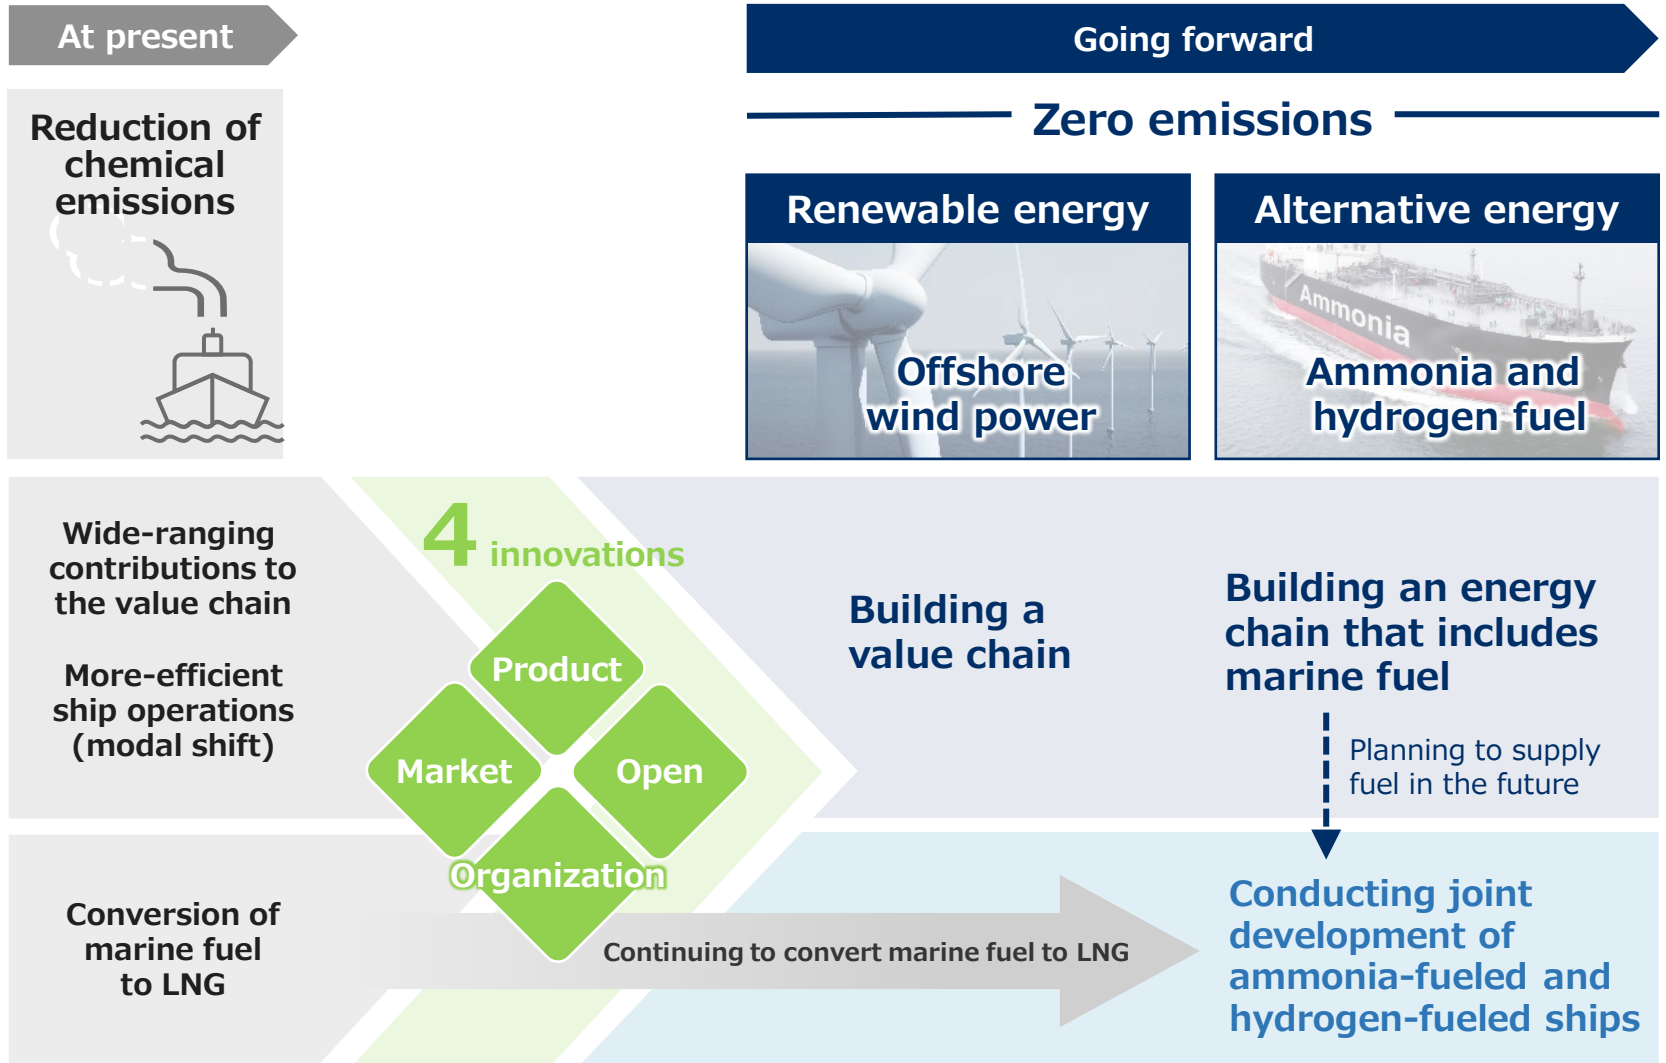 At present
Going forward
Reduction of
chemical
emissions
Zero emissions
Renewable energy
Offshore
wind power
Alternative energy
Ammonia
Ammonia and
hydrogen fuel
Wide-ranging
contributions to
the value chain
More-efficient
ship operations
(modal shift)
4 innovations
Product
Market
Open
Organization
Building a
value chain
Building an energy
chain that includes
marine fuel
Planning to supply
fuel in the future
Conversion of
marine fuel
to LNG
Continuing to convert marine fuel to LNG
Conducting joint
development of
ammonia-fueled and
hydrogen-fueled ships